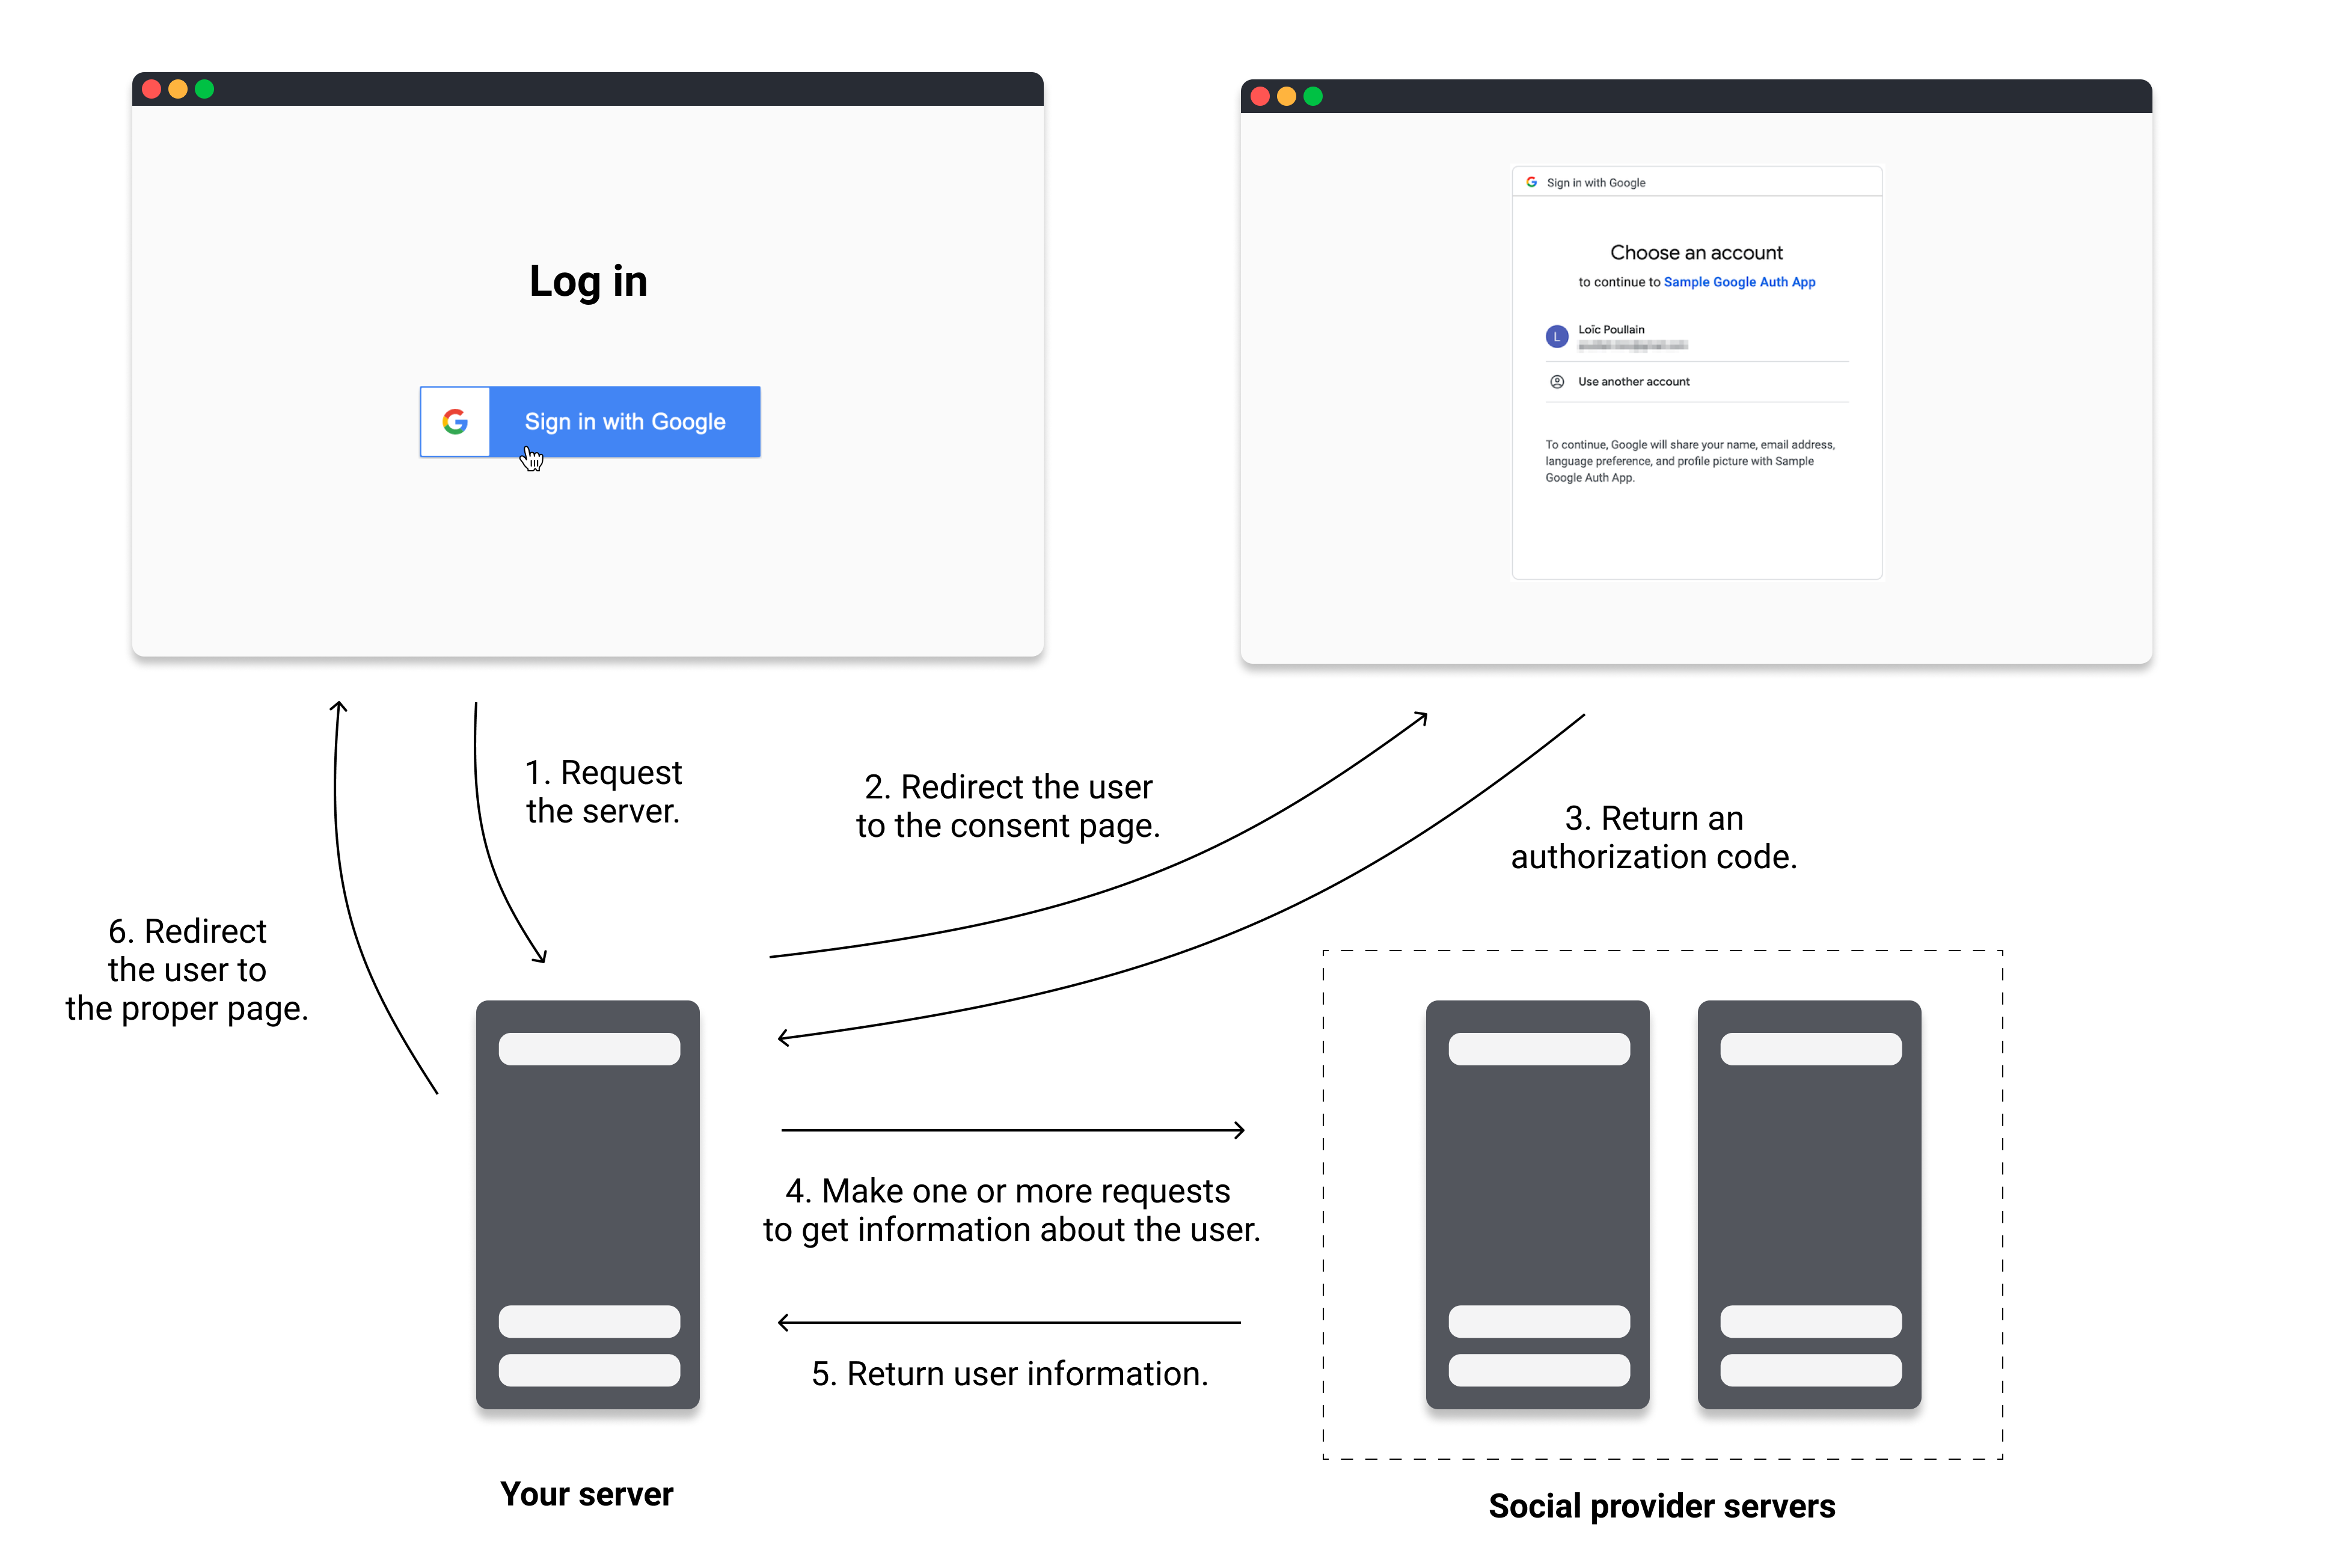 Log in
Sign in with Google
Sign in with Google
Choose an account
to continue to Sample Google Auth App
L
Loïc Poullain
Use another account
To continue, Google will share your name, email address,
language preference, and profile picture with Sample
Google Auth App.
1. Request
the server.
2. Redirect the user
to the consent page.
3. Return an
authorization code.
6. Redirect
the user to
the proper page.
4. Make one or more requests
to get information about the user.
5. Return user information.
Your server
Social provider servers